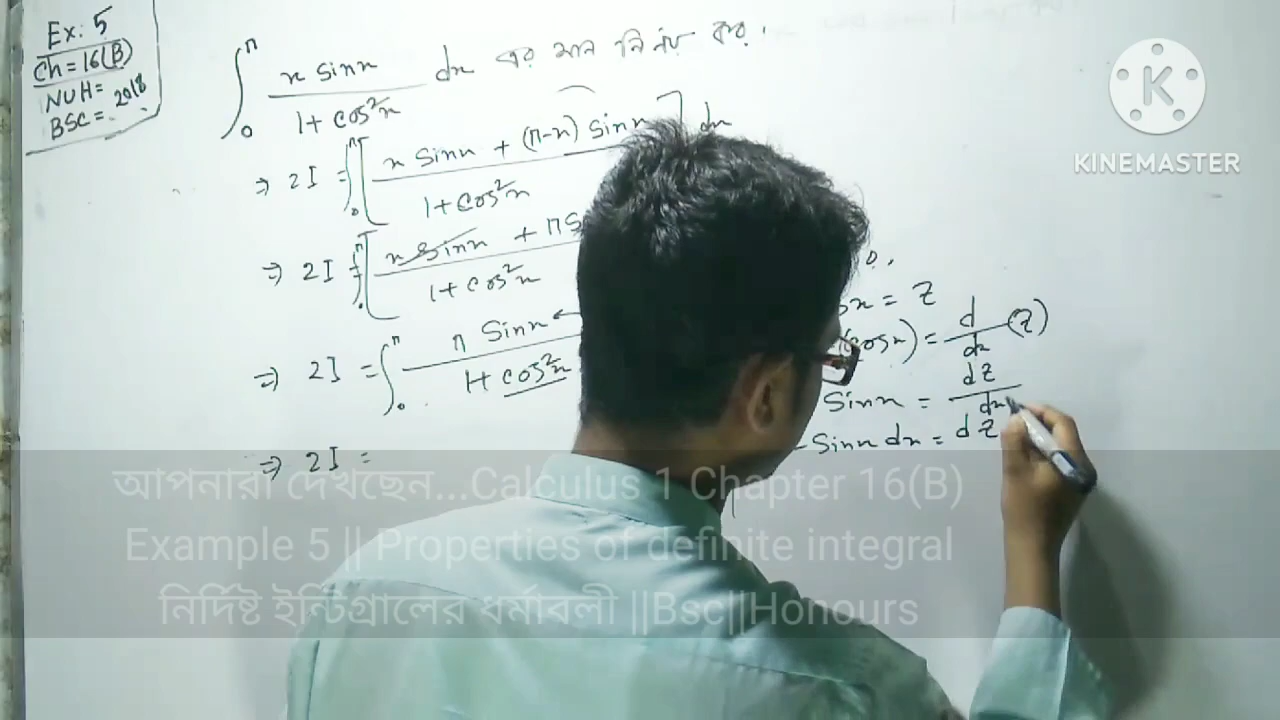 Ex: 5
Ch = 16(B)
NUH =
BSC = 2018
∫₀^π x sinx / 1 + cos²x dx এর মান নির্ণয় কর।
⇒ 2I = ∫₀^π [ x sinx + (π-x) sinx / 1 + cos²x ] dx
⇒ 2I = ∫₀^π [ x sinx + π s / 1 + cos²x
⇒ 2I = ∫₀^π π sinx / 1 + cos²x
⇒ 2I =
x = z
(cosx) = d/dx (z)
sinx = dz/dx
- sinx dx = dz
KINEMASTER
আপনারা দেখছেন...Calculus 1 Chapter 16(B)
Example 5 || Properties of definite integral
নির্দিষ্ট ইন্টিগ্রালের ধর্মাবলী ||Bsc||Honours